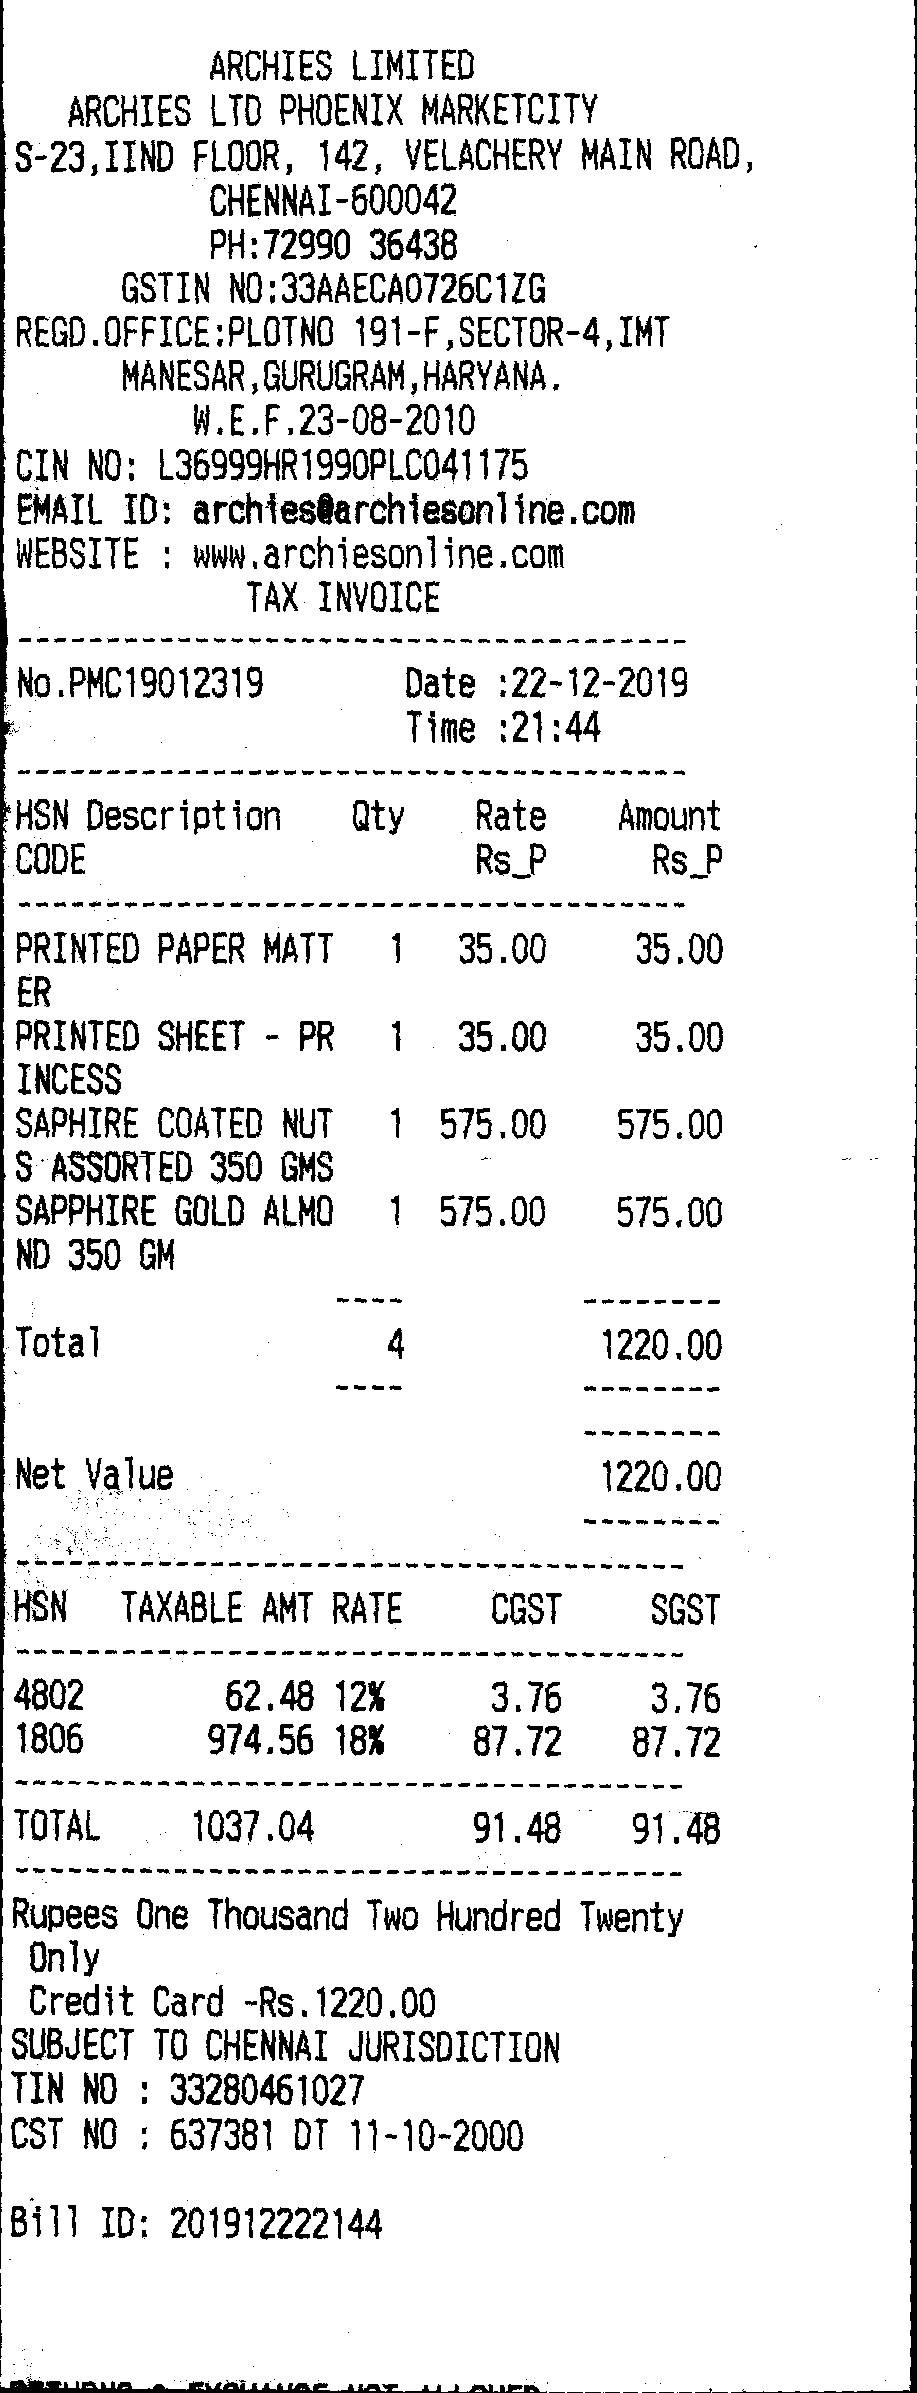 ARCHIES LIMITED
ARCHIES LTD PHOENIX MARKETCITY
S-23,IIND FLOOR, 142, VELACHERY MAIN ROAD,
CHENNAI-600042
PH:72990 36438
GSTIN NO:33AAECA0726C1ZG
REGD.OFFICE:PLOTNO 191-F,SECTOR-4,IMT
MANESAR,GURUGRAM,HARYANA.
W.E.F.23-08-2010
CIN NO: L36999HR1990PLC041175
EMAIL ID: archies@archiesonline.com
WEBSITE : www.archiesonline.com
TAX INVOICE
No.PMC19012319 Date :22-12-2019
Time :21:44
HSN Description Qty Rate Amount
CODE Rs_P Rs_P
PRINTED PAPER MATT 1 35.00 35.00
ER
PRINTED SHEET - PR 1 35.00 35.00
INCESS
SAPHIRE COATED NUT 1 575.00 575.00
S ASSORTED 350 GMS
SAPPHIRE GOLD ALMO 1 575.00 575.00
ND 350 GM
Total 4 1220.00
Net Value 1220.00
HSN TAXABLE AMT RATE CGST SGST
4802 62.48 12% 3.76 3.76
1806 974.56 18% 87.72 87.72
TOTAL 1037.04 91.48 91.48
Rupees One Thousand Two Hundred Twenty
Only
Credit Card -Rs.1220.00
SUBJECT TO CHENNAI JURISDICTION
TIN NO : 33280461027
CST NO : 637381 DT 11-10-2000
Bill ID: 201912222144